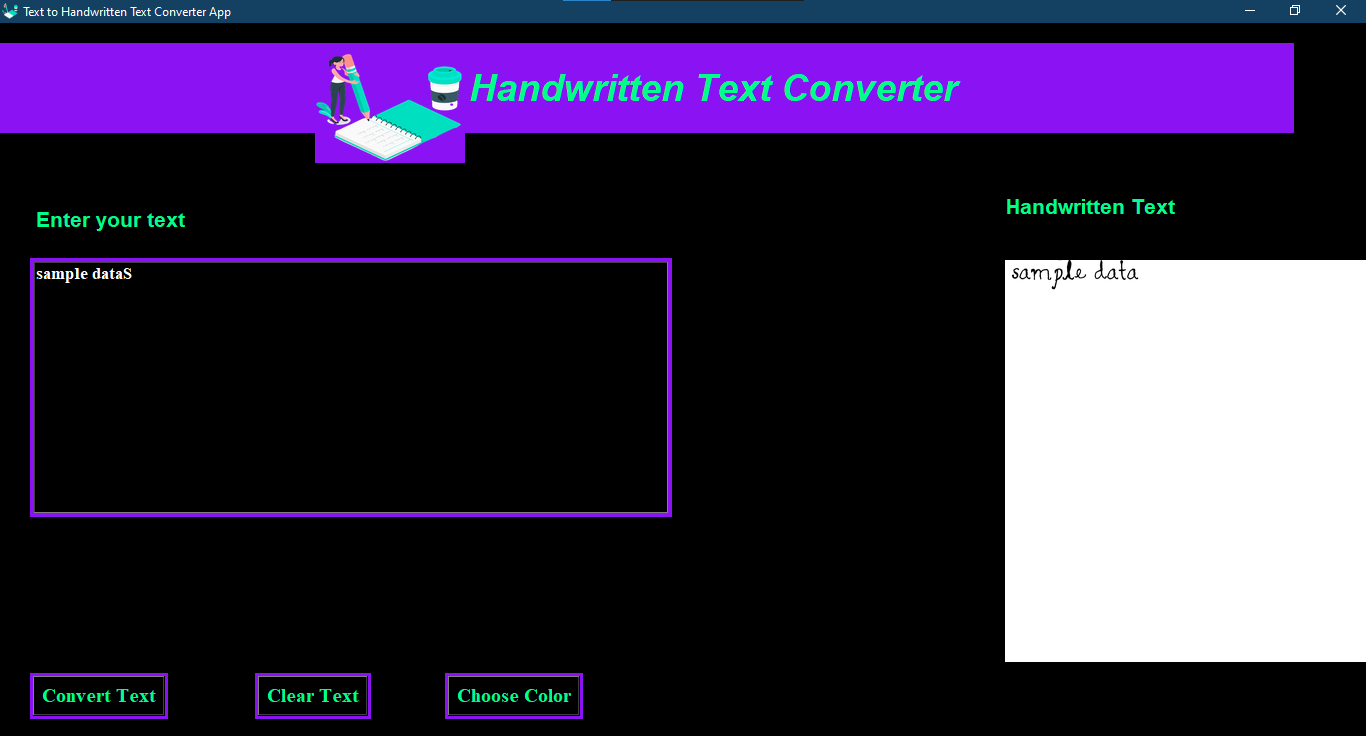 Text to Handwritten Text Converter App
Handwritten Text Converter
Enter your text
Handwritten Text
sample dataS
sample data
Convert Text
Clear Text
Choose Color